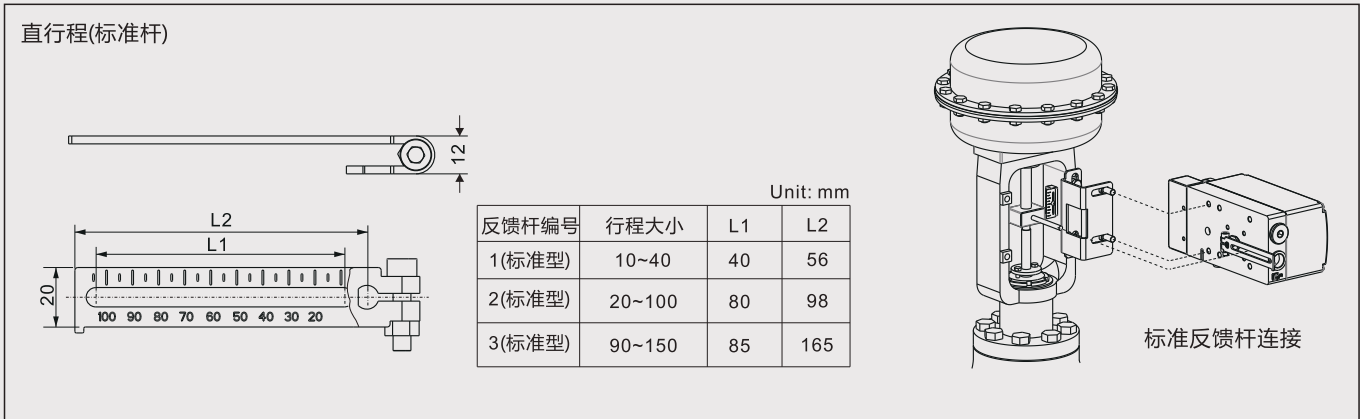 直行程(标准杆)
12
L2
L1
20
100 90 80 70 60 50 40 30 20
Unit: mm
反馈杆编号 行程大小 L1 L2
1(标准型) 10~40 40 56
2(标准型) 20~100 80 98
3(标准型) 90~150 85 165
标准反馈杆连接